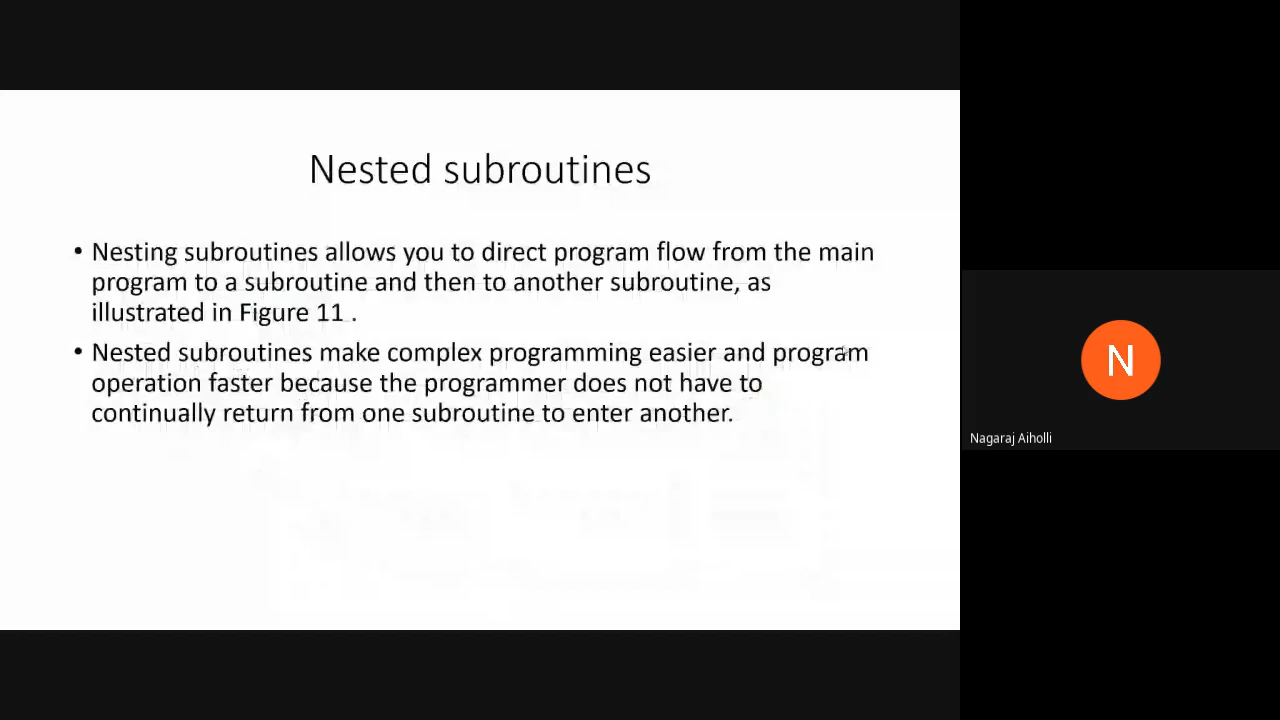 Nested subroutines
• Nesting subroutines allows you to direct program flow from the main
program to a subroutine and then to another subroutine, as
illustrated in Figure 11 .
• Nested subroutines make complex programming easier and program
operation faster because the programmer does not have to
continually return from one subroutine to enter another.
N
Nagaraj Aiholli